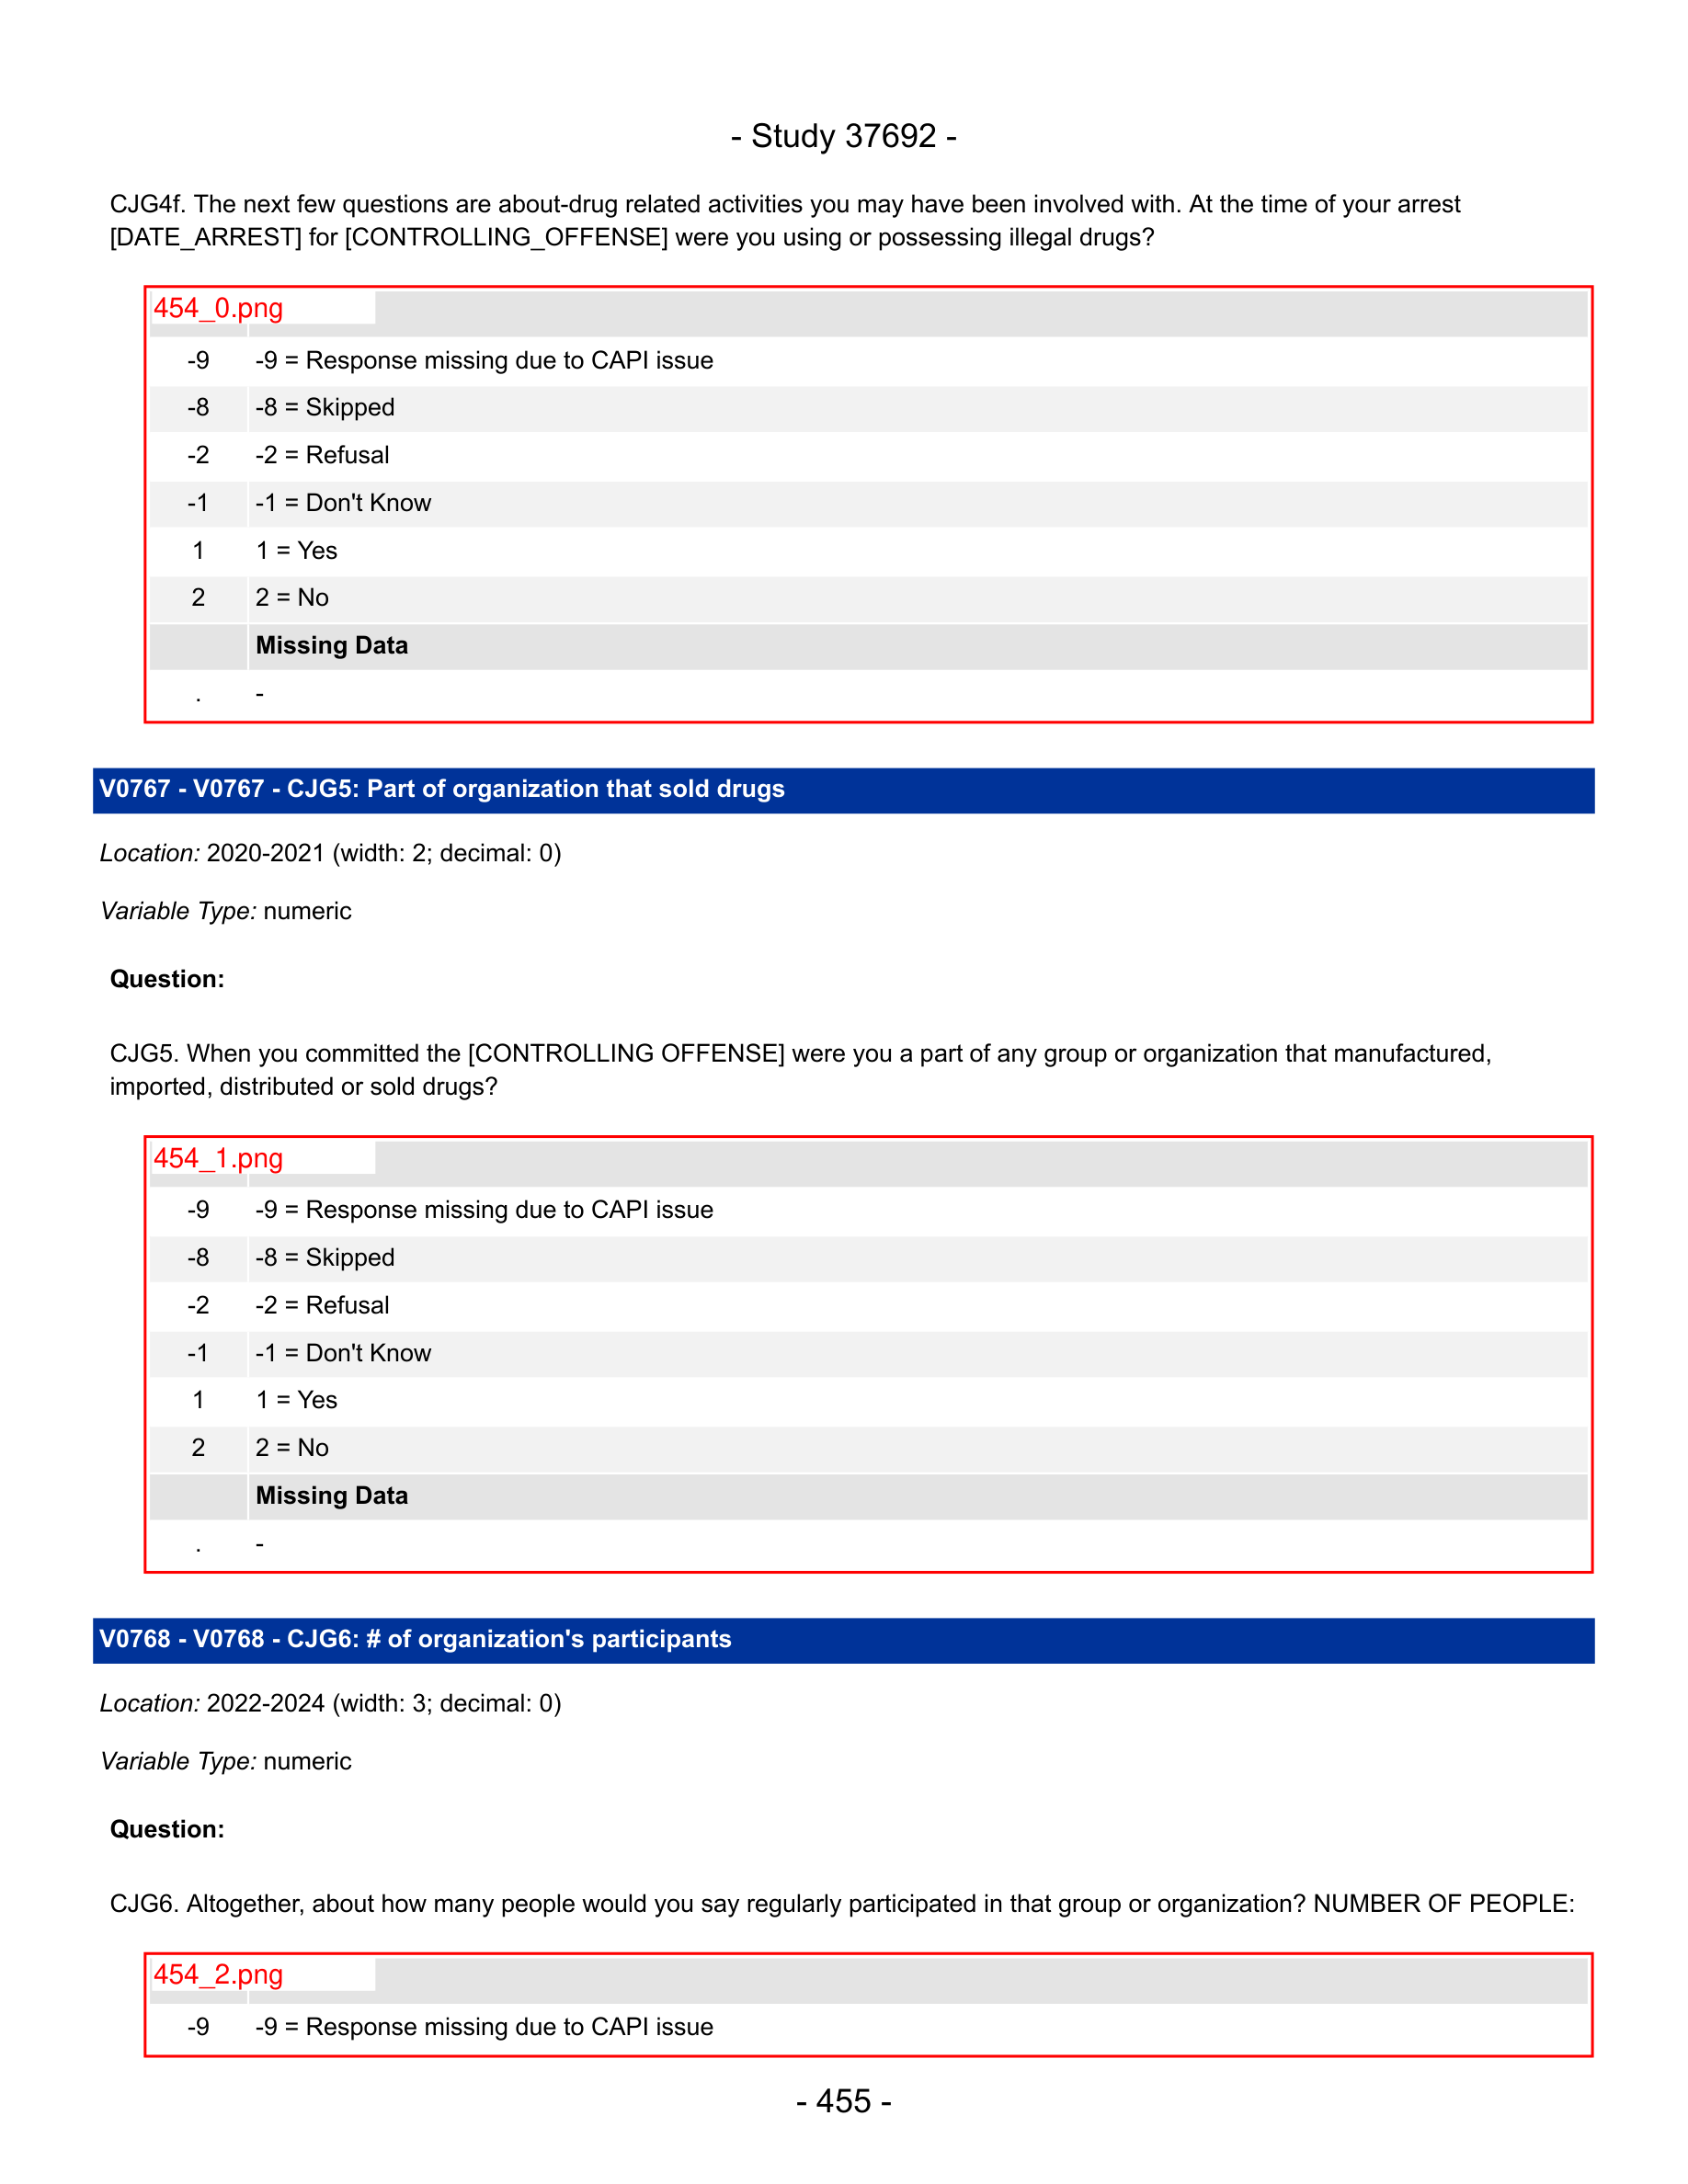 - Study 37692 -
CJG4f. The next few questions are about-drug related activities you may have been involved with. At the time of your arrest
[DATE_ARREST] for [CONTROLLING_OFFENSE] were you using or possessing illegal drugs?
454_0.png
-9 -9 = Response missing due to CAPI issue
-8 -8 = Skipped
-2 -2 = Refusal
-1 -1 = Don't Know
1 1 = Yes
2 2 = No
Missing Data
. -
V0767 - V0767 - CJG5: Part of organization that sold drugs
Location: 2020-2021 (width: 2; decimal: 0)
Variable Type: numeric
Question:
CJG5. When you committed the [CONTROLLING OFFENSE] were you a part of any group or organization that manufactured,
imported, distributed or sold drugs?
454_1.png
-9 -9 = Response missing due to CAPI issue
-8 -8 = Skipped
-2 -2 = Refusal
-1 -1 = Don't Know
1 1 = Yes
2 2 = No
Missing Data
. -
V0768 - V0768 - CJG6: # of organization's participants
Location: 2022-2024 (width: 3; decimal: 0)
Variable Type: numeric
Question:
CJG6. Altogether, about how many people would you say regularly participated in that group or organization? NUMBER OF PEOPLE:
454_2.png
-9 -9 = Response missing due to CAPI issue
- 455 -